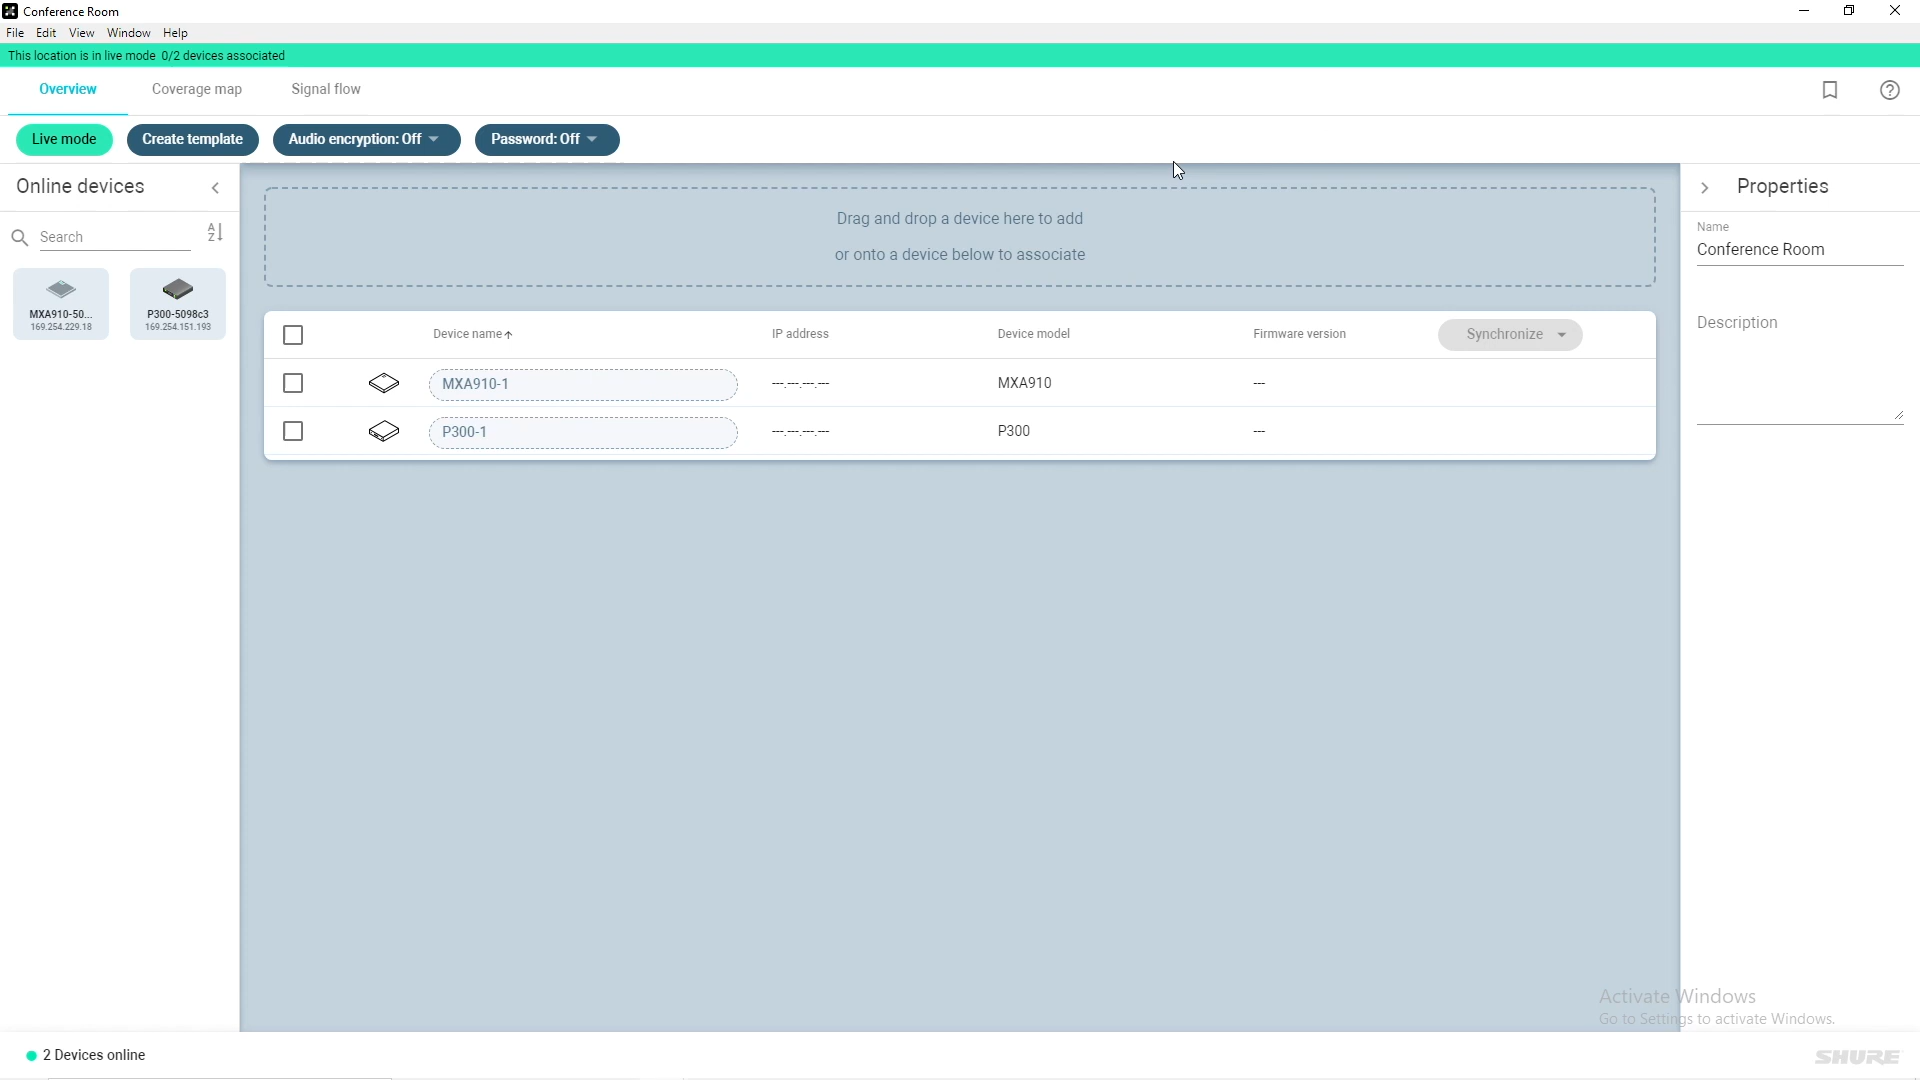 Conference Room
File Edit View Window Help
This location is in live mode 0/2 devices associated
Overview Coverage map Signal flow
Live mode Create template Audio encryption: Off Password: Off
Online devices
Search
MXA910-50...
169.254.229.18
P300-5098c3
169.254.151.193
Drag and drop a device here to add
or onto a device below to associate
Device name IP address Device model Firmware version Synchronize
MXA910-1 ---.---.---.--- MXA910 ---
P300-1 ---.---.---.--- P300 ---
Properties
Name
Conference Room
Description
Activate Windows
Go to Settings to activate Windows.
2 Devices online
SHURE